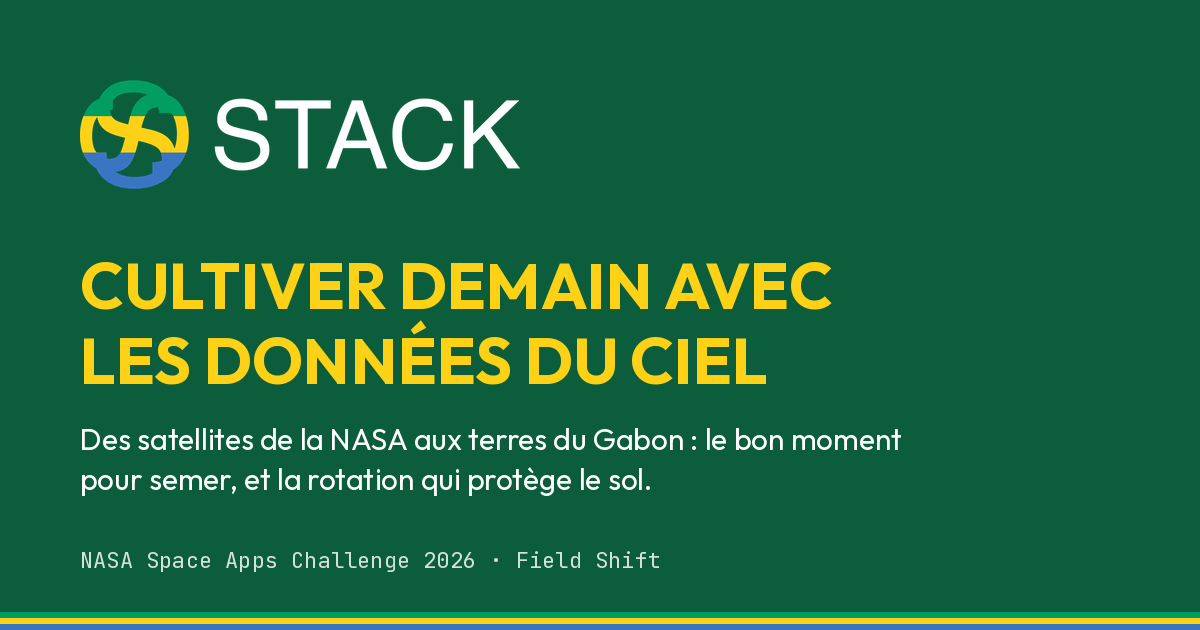 STACK
CULTIVER DEMAIN AVEC
LES DONNÉES DU CIEL
Des satellites de la NASA aux terres du Gabon : le bon moment
pour semer, et la rotation qui protège le sol.
NASA Space Apps Challenge 2026 · Field Shift